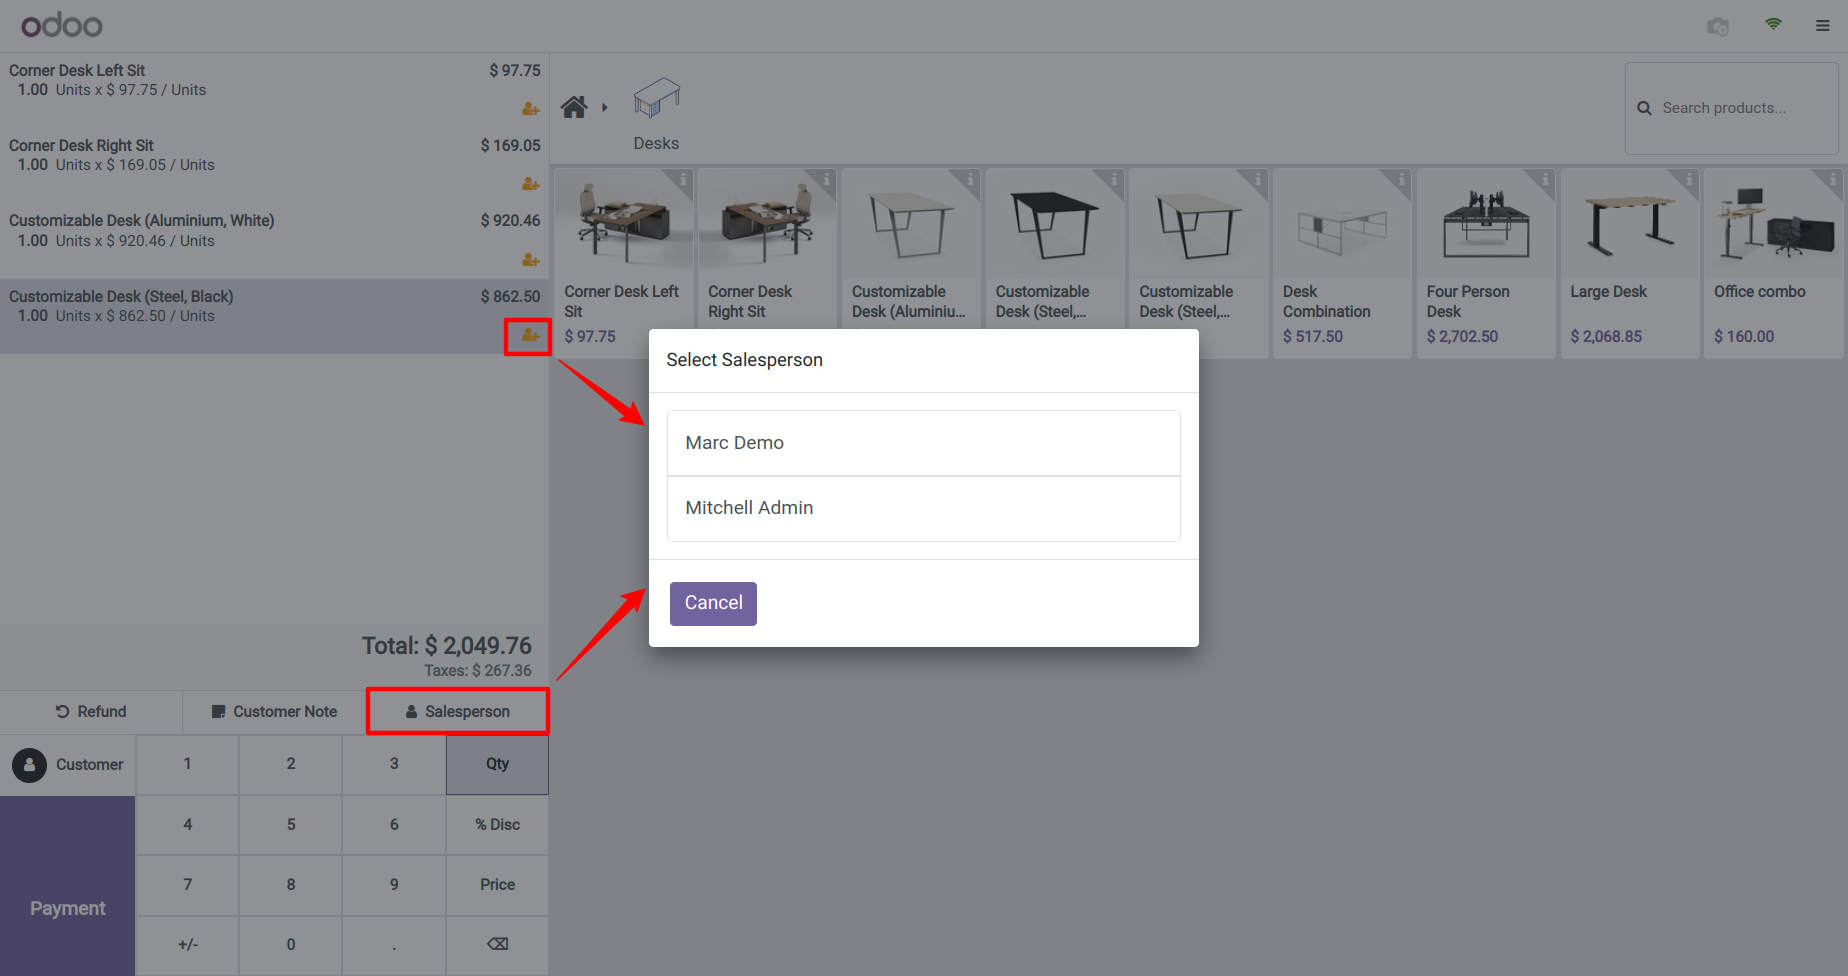 odoo
Corner Desk Left Sit $ 97.75
1.00 Units x $ 97.75 / Units
Corner Desk Right Sit $ 169.05
1.00 Units x $ 169.05 / Units
Customizable Desk (Aluminium, White) $ 920.46
1.00 Units x $ 920.46 / Units
Customizable Desk (Steel, Black) $ 862.50
1.00 Units x $ 862.50 / Units
Total: $ 2,049.76
Taxes: $ 267.36
Refund
Customer Note
Salesperson
Customer
1 2 3 Qty
4 5 6 % Disc
7 8 9 Price
+/- 0 .
Payment
Desks
Search products...
Corner Desk Left
Sit
$ 97.75
Corner Desk
Right Sit
Customizable
Desk (Aluminiu...
Customizable
Desk (Steel,...
Customizable
Desk (Steel,...
Desk
Combination
$ 517.50
Four Person
Desk
$ 2,702.50
Large Desk
$ 2,068.85
Office combo
$ 160.00
Select Salesperson
Marc Demo
Mitchell Admin
Cancel